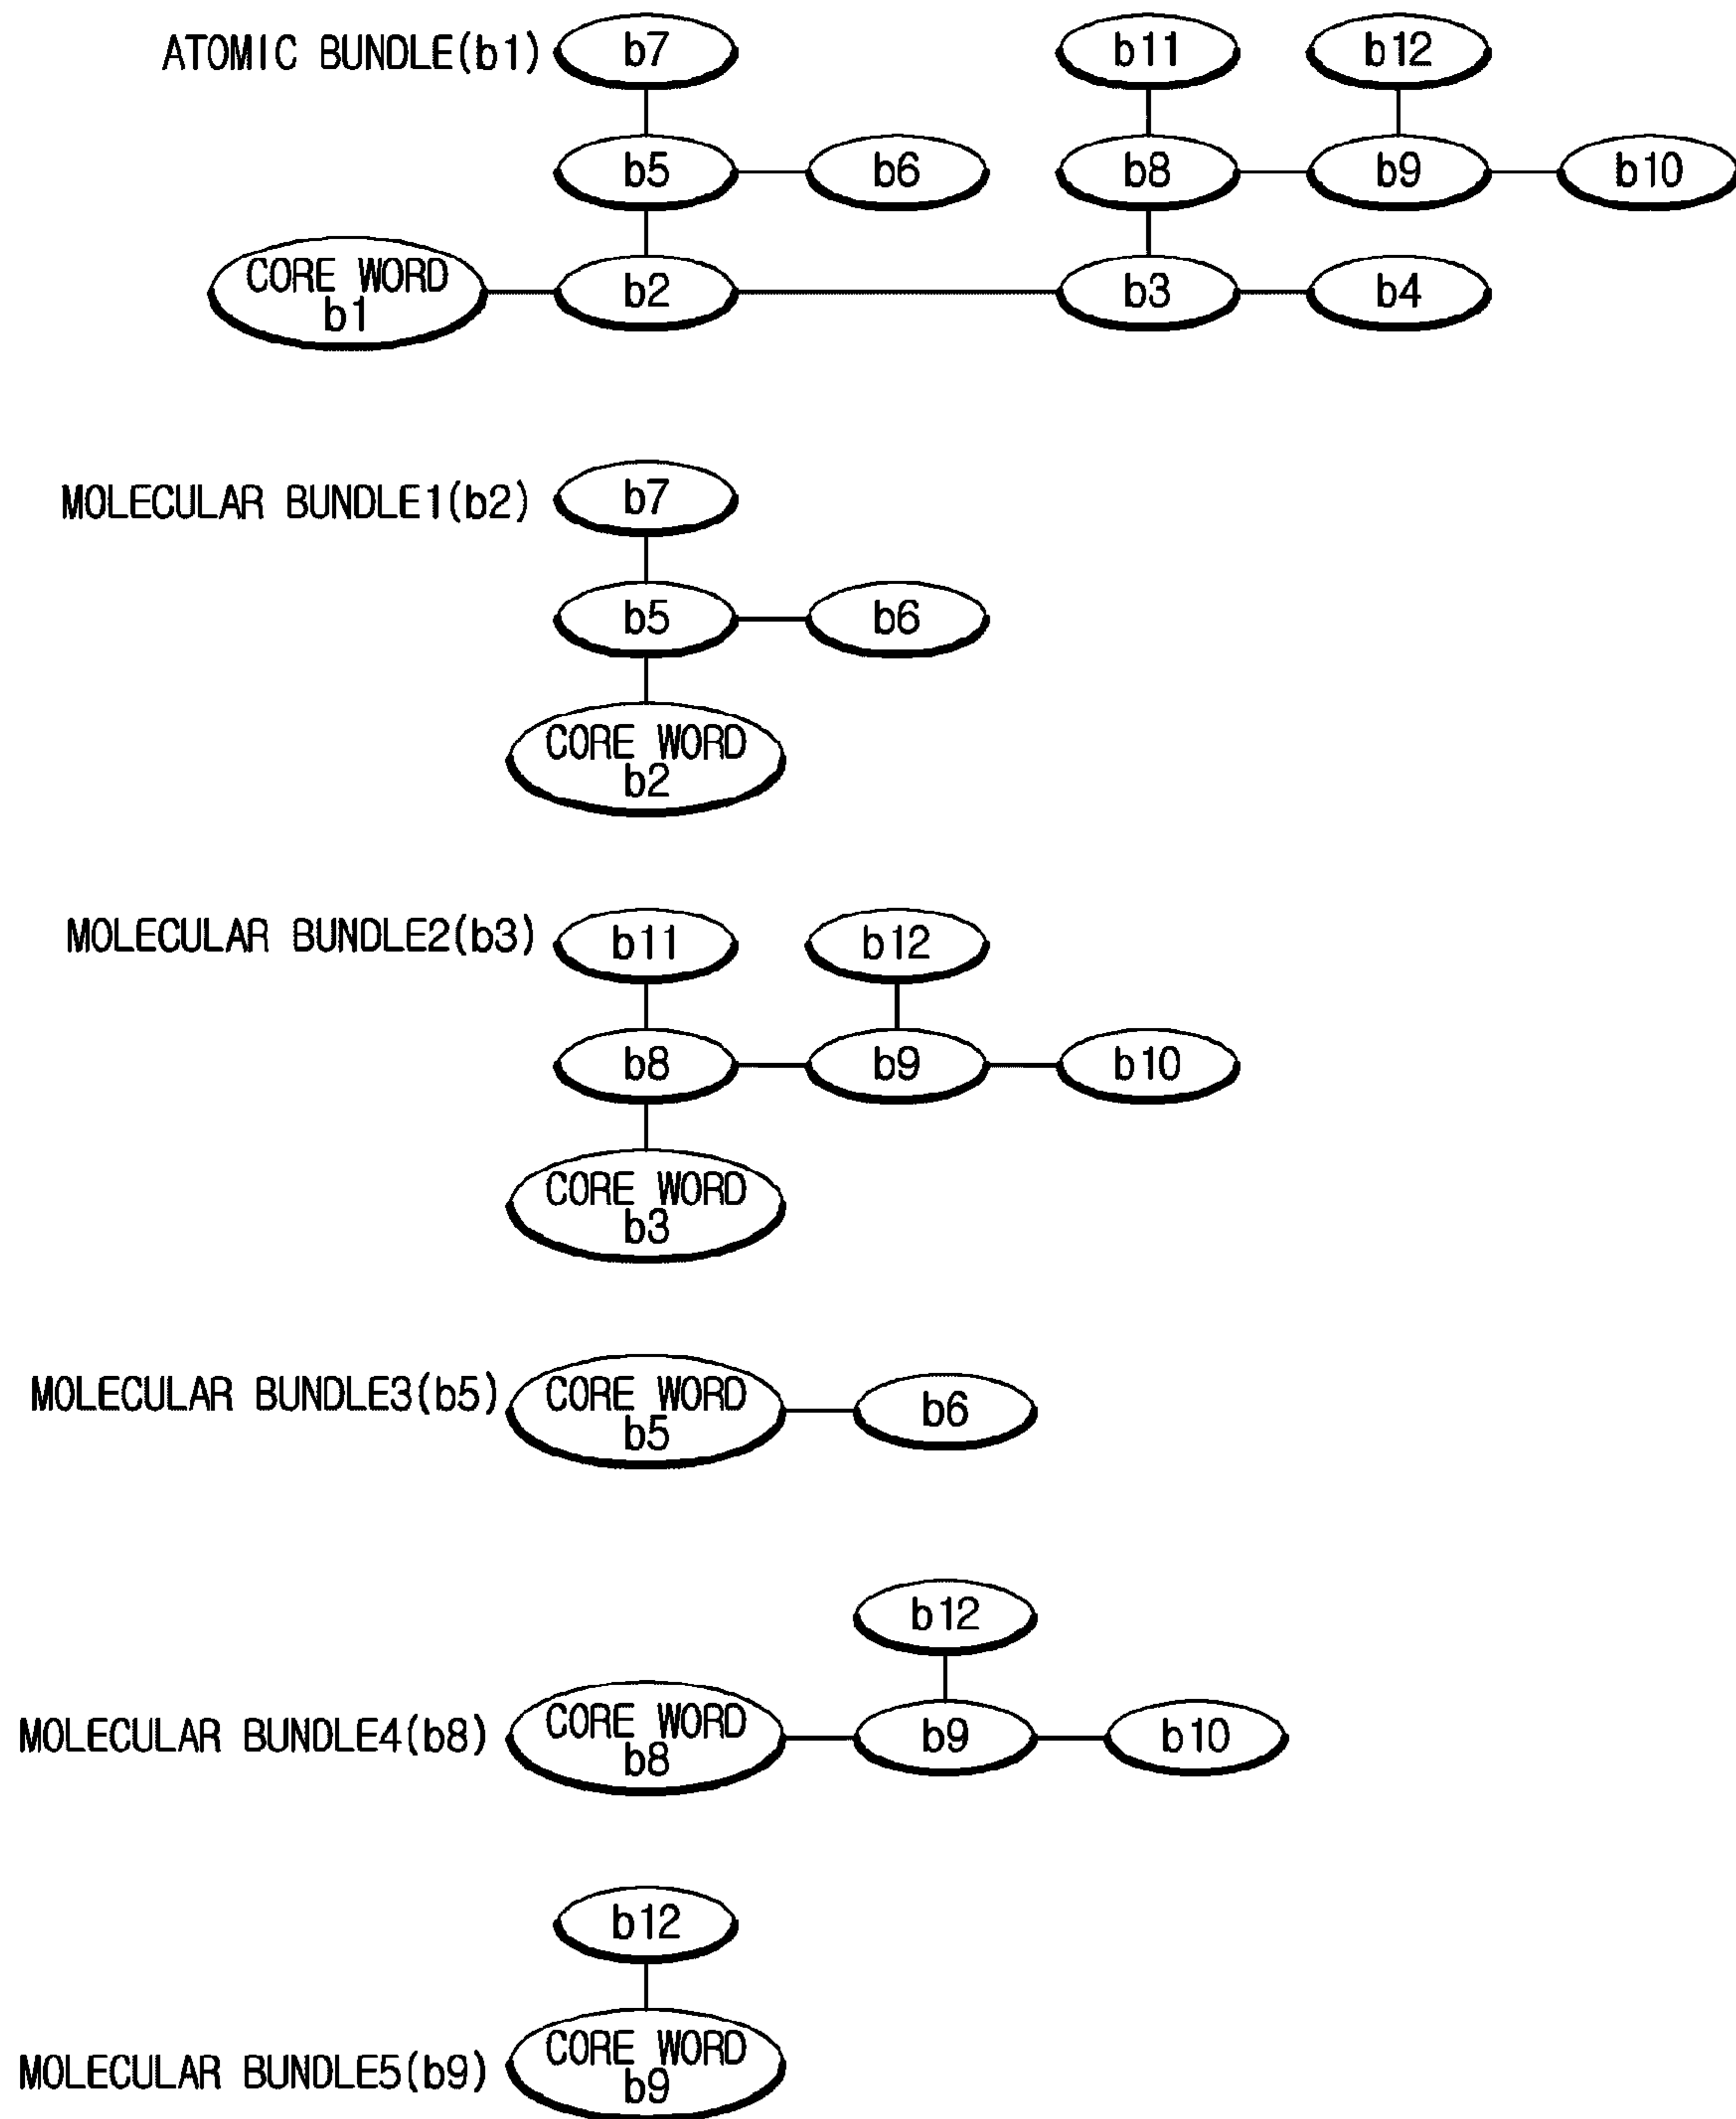 ATOMIC BUNDLE(b1)
b7
b11
b12
b5
b6
b8
b9
b10
CORE WORD
b1
b2
b3
b4
MOLECULAR BUNDLE1(b2)
b7
b5
b6
CORE WORD
b2
MOLECULAR BUNDLE2(b3)
b11
b12
b8
b9
b10
CORE WORD
b3
MOLECULAR BUNDLE3(b5)
CORE WORD
b5
b6
b12
MOLECULAR BUNDLE4(b8)
CORE WORD
b8
b9
b10
b12
MOLECULAR BUNDLE5(b9)
CORE WORD
b9